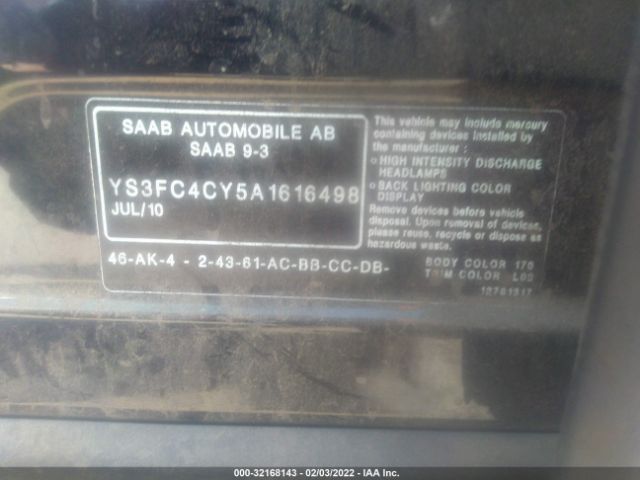 SAAB AUTOMOBILE AB
SAAB 9-3
YS3FC4CY5A1616498
JUL/10
This vehicle may include mercury
containing devices installed by
the manufacturer :
o HIGH INTENSITY DISCHARGE
HEADLAMPS
o BACK LIGHTING COLOR
DISPLAY
Remove devices before vehicle
disposal. Upon removal of devices,
please reuse, recycle or dispose as
hazardous waste.
46-AK-4 - 2-43-61-AC-BB-CC-DB-
BODY COLOR 170
TRIM COLOR
000-32168143 - 02/03/2022 - IAA Inc.